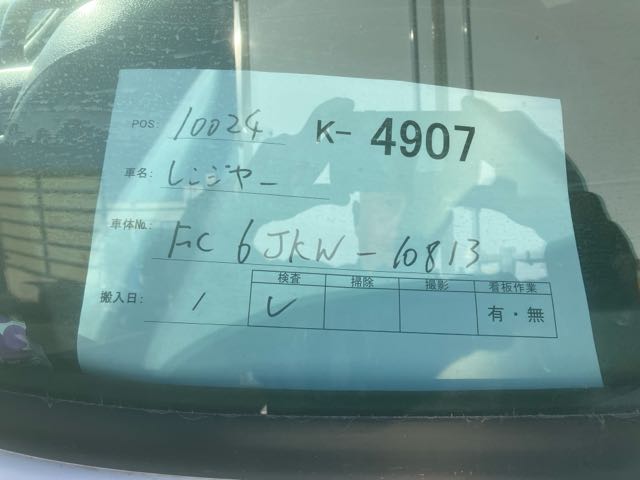 POS: 10024 K- 4907
車名: レンジャー
車体No.: FC6JKW-10813
検査 掃除 撮影 看板作業
搬入日: / レ 有・無